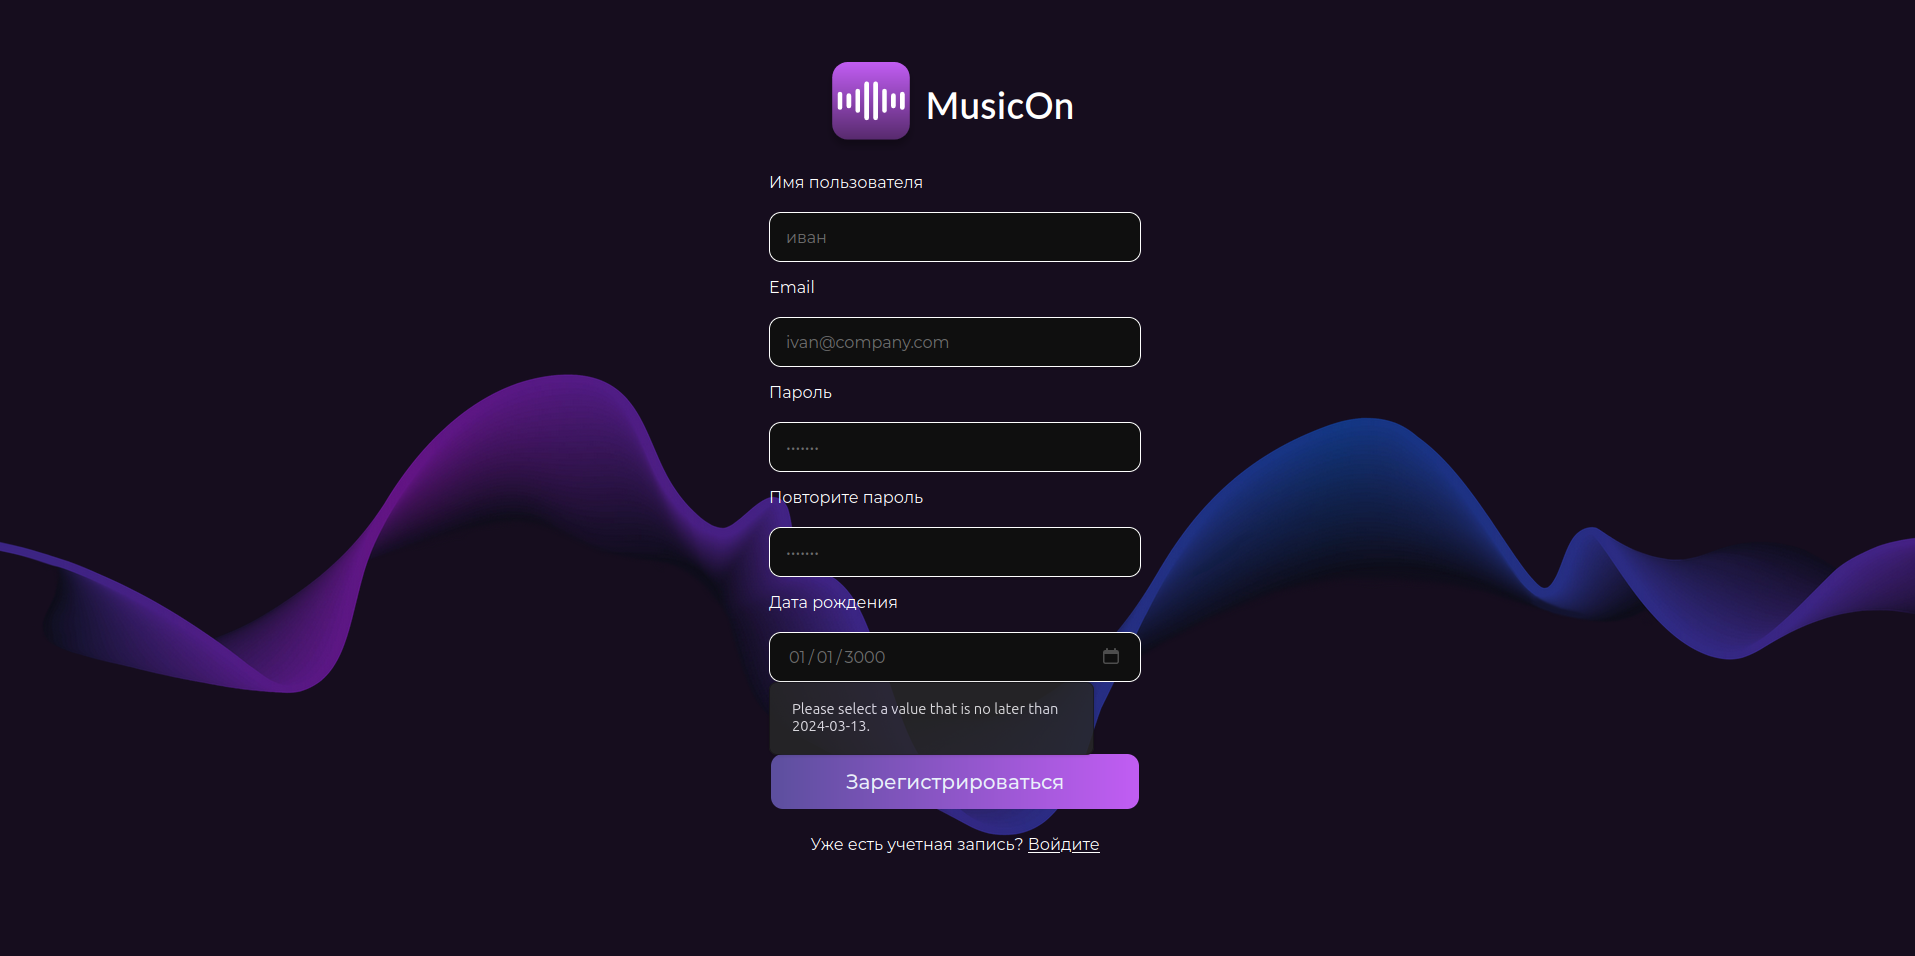 MusicOn
Имя пользователя
иван
Email
ivan@company.com
Пароль
•••••••
Повторите пароль
•••••••
Дата рождения
01/01/3000
Please select a value that is no later than
2024-03-13.
Зарегистрироваться
Уже есть учетная запись? Войдите